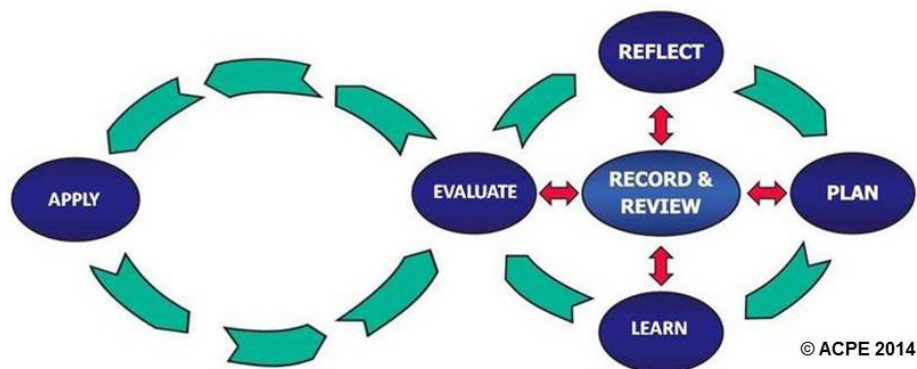 REFLECT
APPLY
EVALUATE
RECORD &
REVIEW
PLAN
LEARN
© ACPE 2014